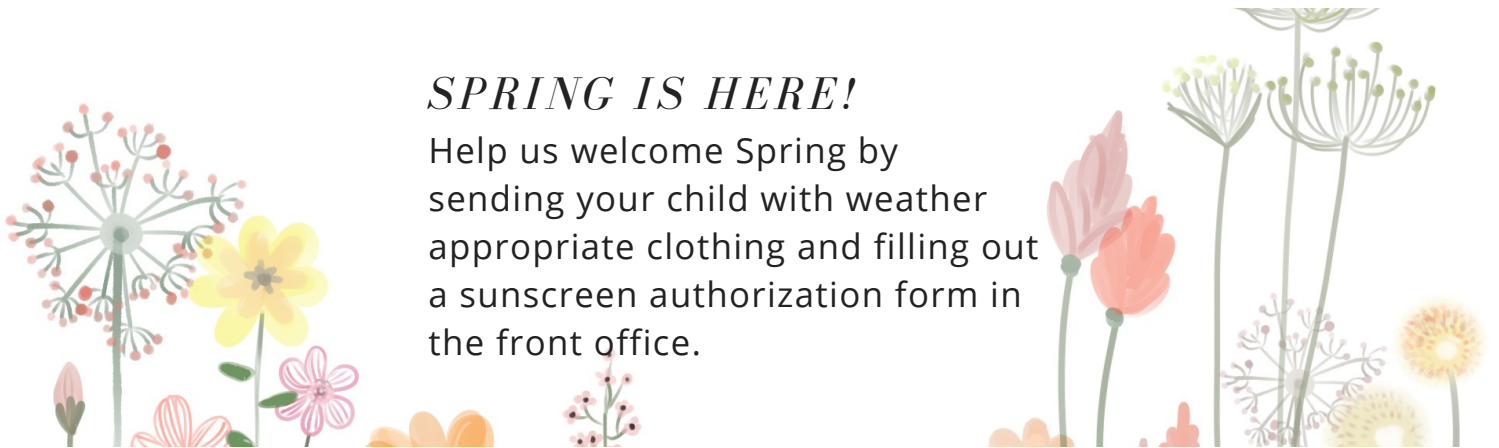 SPRING IS HERE!
Help us welcome Spring by
sending your child with weather
appropriate clothing and filling out
a sunscreen authorization form in
the front office.